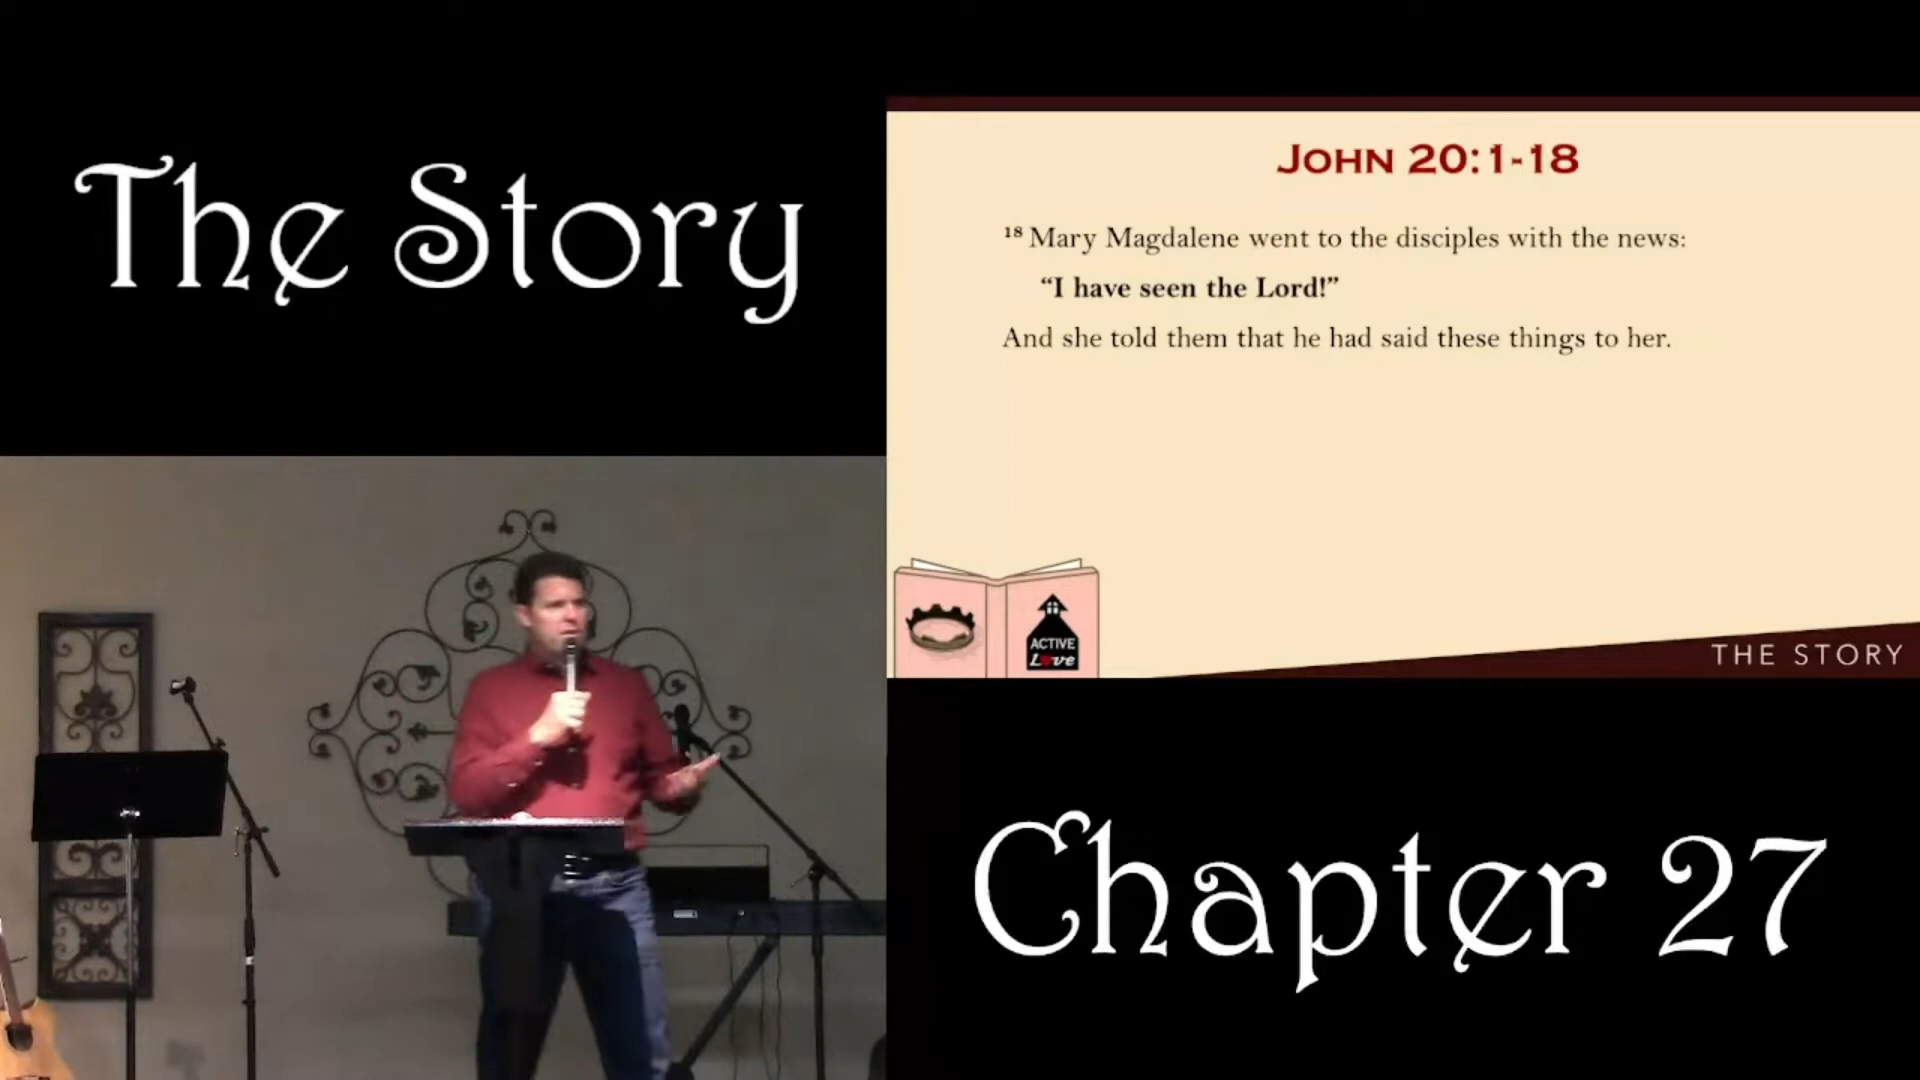 The Story
John 20:1-18
18 Mary Magdalene went to the disciples with the news:
“I have seen the Lord!”
And she told them that he had said these things to her.
ACTIVE
Love
THE STORY
Chapter 27